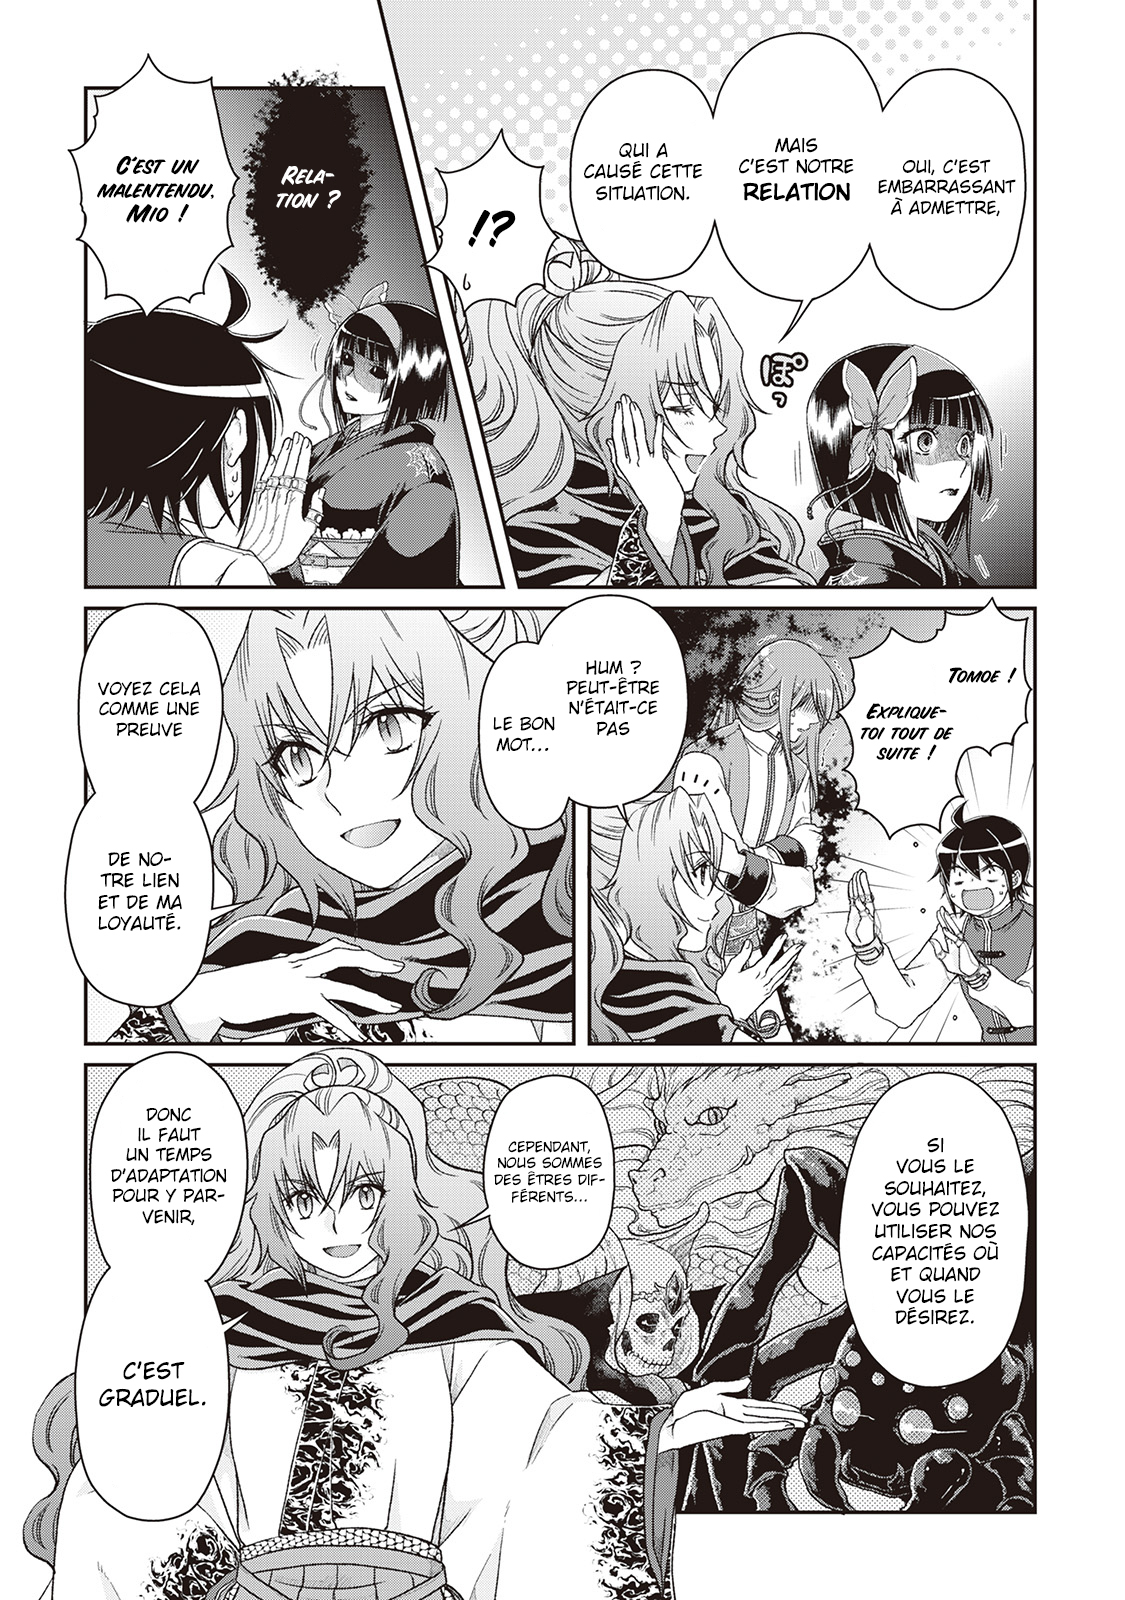 OUI, C'EST
EMBARRASSANT
À ADMETTRE,
MAIS
C'EST NOTRE
RELATION
QUI A
CAUSÉ CETTE
SITUATION.
!?
ぽっ
RELA-
TION ?
C'EST UN
MALENTENDU,
MIO !
TOMOE !
EXPLIQUE-
TOI TOUT DE
SUITE !
HUM ?
PEUT-ÊTRE
N'ÉTAIT-CE
PAS
LE BON
MOT...
VOYEZ CELA
COMME UNE
PREUVE
DE NO-
TRE LIEN
ET DE MA
LOYAUTÉ.
SI
VOUS LE
SOUHAITEZ,
VOUS POUVEZ
UTILISER NOS
CAPACITÉS OÙ
ET QUAND
VOUS LE
DÉSIREZ.
CEPENDANT,
NOUS SOMMES
DES ÊTRES DIF-
FÉRENTS...
DONC
IL FAUT
UN TEMPS
D'ADAPTATION
POUR Y PAR-
VENIR,
C'EST
GRADUEL.